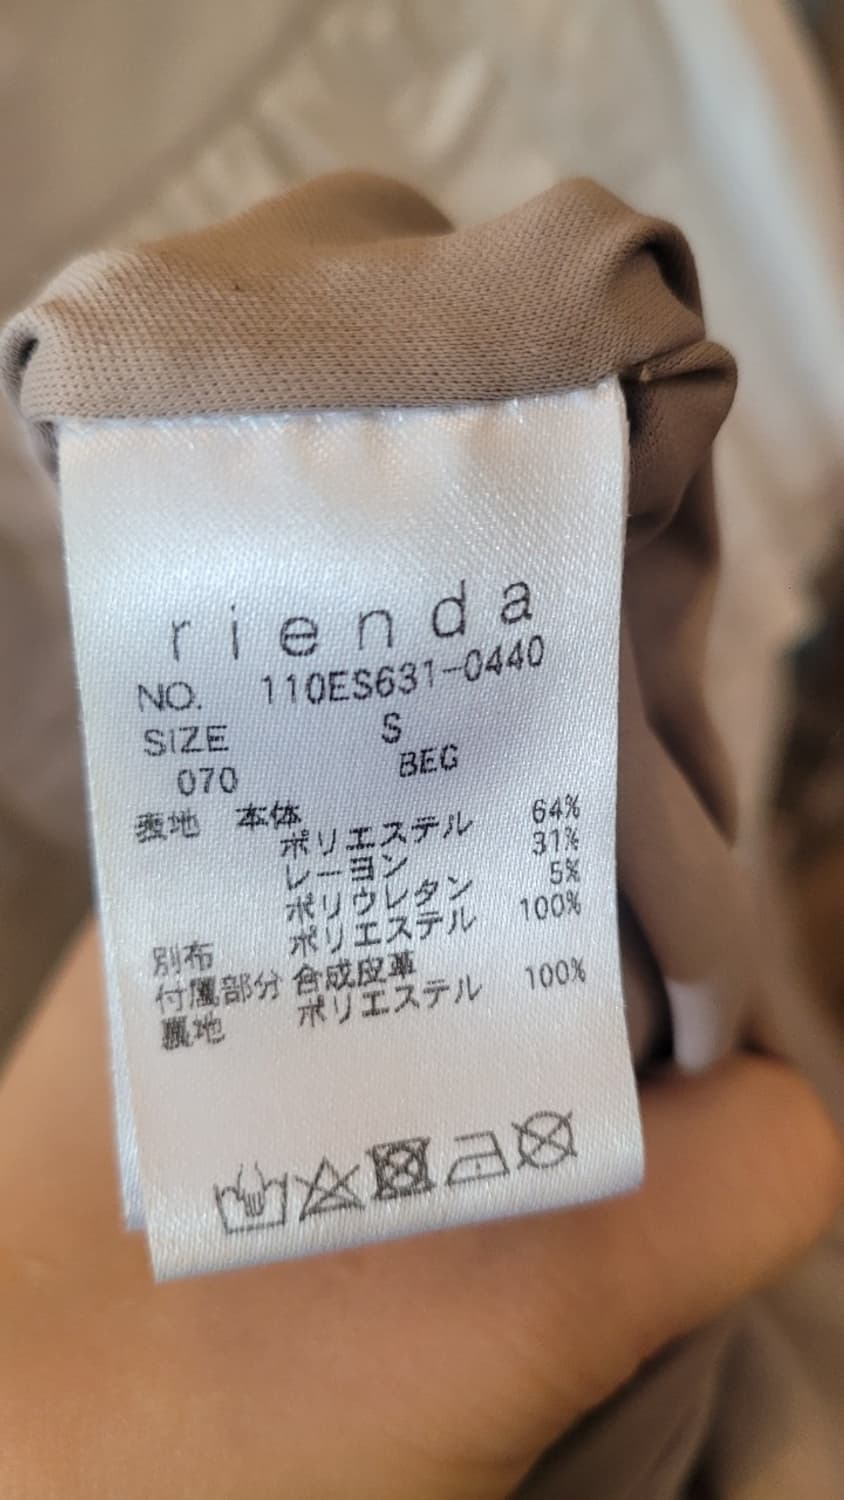 rienda
NO. 110ES631-0440
SIZE S
070 BEG
表地 本体
ポリエステル 64%
レーヨン 31%
ポリウレタン 5%
別布 ポリエステル 100%
付属部分 合成皮革
裏地 ポリエステル 100%